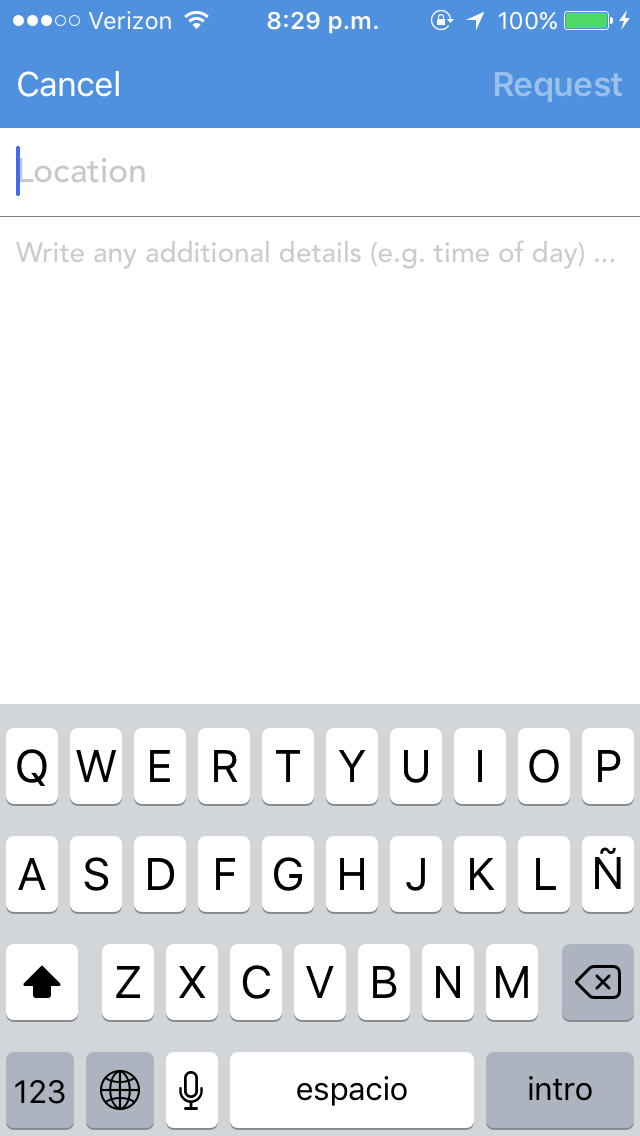 Verizon 8:29 p.m. 100%
Cancel Request
Location
Write any additional details (e.g. time of day) ...
Q W E R T Y U I O P
A S D F G H J K L Ñ
Z X C V B N M
123 espacio intro